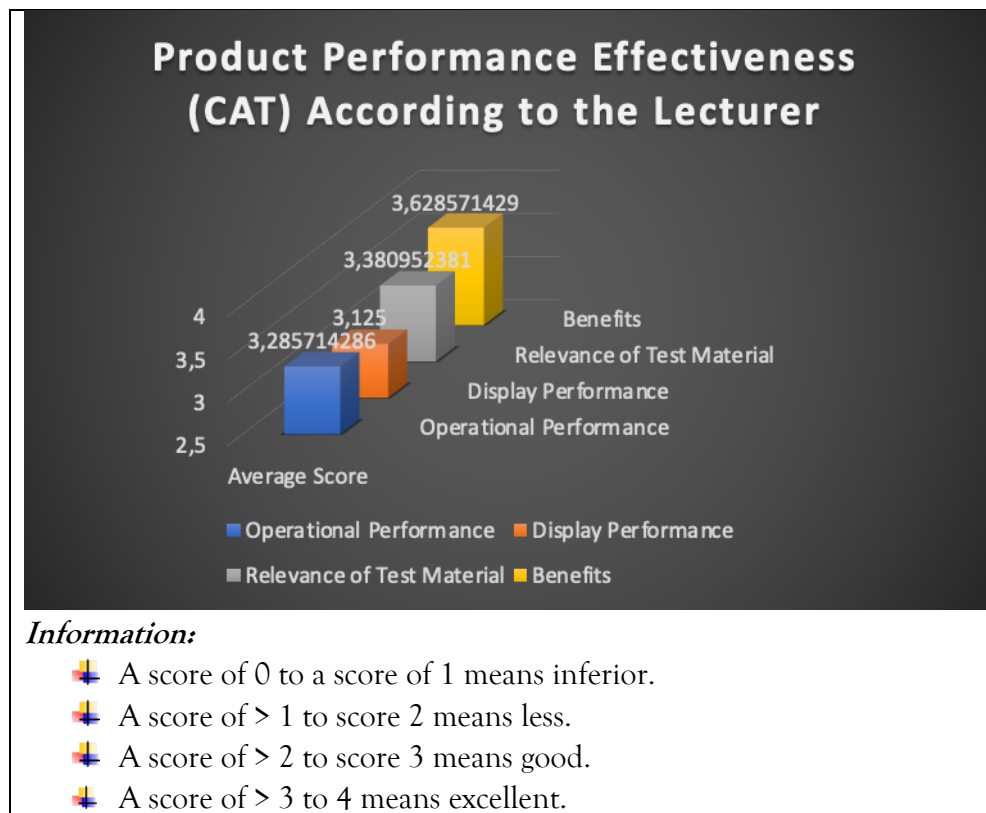 Product Performance Effectiveness
(CAT) According to the Lecturer
3,628571429
3,380952381
3,125
3,285714286
4
3,5
3
2,5
Benefits
Relevance of Test Material
Display Performance
Operational Performance
Average Score
Operational Performance Display Performance
Relevance of Test Material Benefits
Information:
A score of 0 to a score of 1 means inferior.
A score of > 1 to score 2 means less.
A score of > 2 to score 3 means good.
A score of > 3 to 4 means excellent.